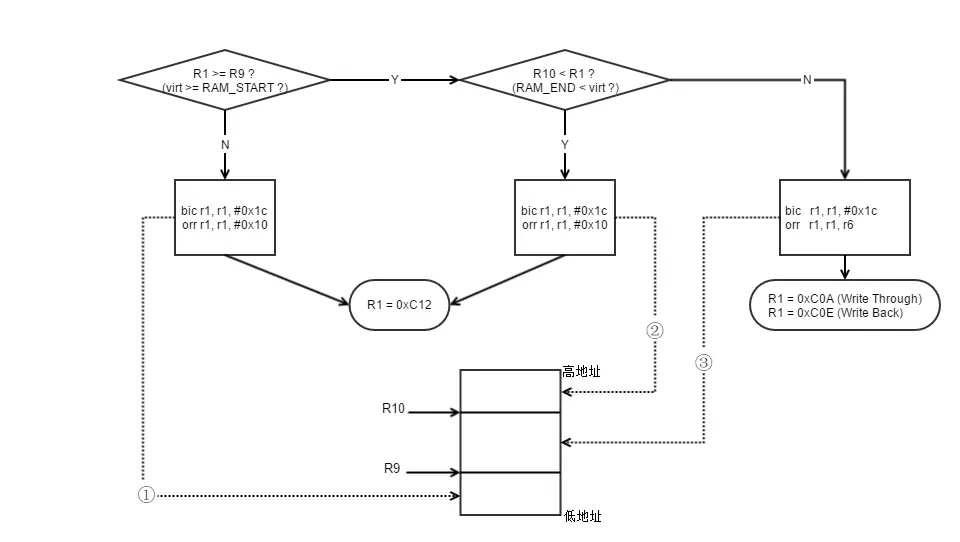 R1 >= R9 ?
(virt >= RAM_START ?)
Y
R10 < R1 ?
(RAM_END < virt ?)
N
N
Y
bic r1, r1, #0x1c
orr r1, r1, #0x10
bic r1, r1, #0x1c
orr r1, r1, #0x10
bic r1, r1, #0x1c
orr r1, r1, r6
R1 = 0xC12
R1 = 0xC0A (Write Through)
R1 = 0xC0E (Write Back)
②
③
高地址
R10
R9
①
低地址